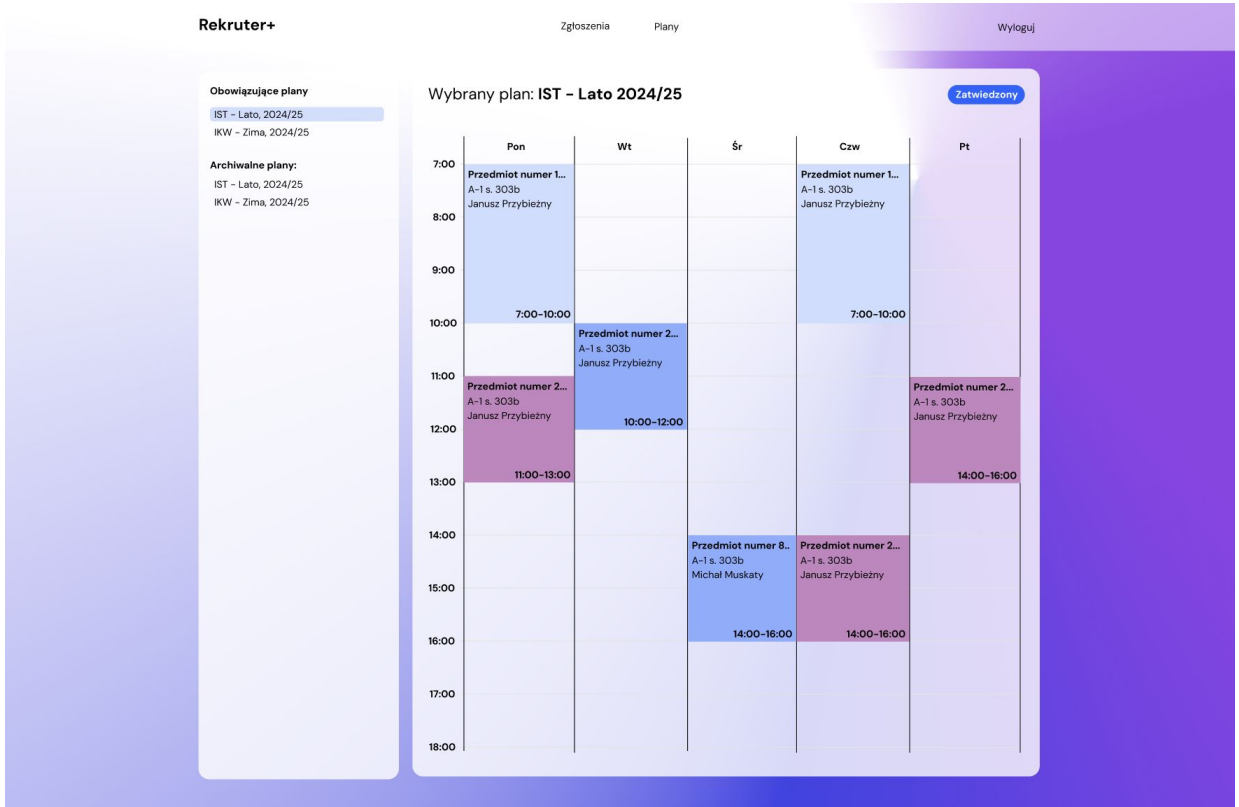 Rekruter+
Zgłoszenia
Plany
Wyloguj
Obowiązujące plany
IST - Lato, 2024/25
IKW - Zima, 2024/25
Archiwalne plany:
IST - Lato, 2024/25
IKW - Zima, 2024/25
Wybrany plan: IST - Lato 2024/25
Zatwiedzony
Pon
Wt
Śr
Czw
Pt
7:00
8:00
9:00
10:00
11:00
12:00
13:00
14:00
15:00
16:00
17:00
18:00
Przedmiot numer 1...
A-1 s. 303b
Janusz Przybieżny
7:00-10:00
Przedmiot numer 2...
A-1 s. 303b
Janusz Przybieżny
11:00-13:00
Przedmiot numer 2...
A-1 s. 303b
Janusz Przybieżny
10:00-12:00
Przedmiot numer 8..
A-1 s. 303b
Michał Muskaty
14:00-16:00
Przedmiot numer 1...
A-1 s. 303b
Janusz Przybieżny
7:00-10:00
Przedmiot numer 2...
A-1 s. 303b
Janusz Przybieżny
14:00-16:00
Przedmiot numer 2...
A-1 s. 303b
Janusz Przybieżny
14:00-16:00